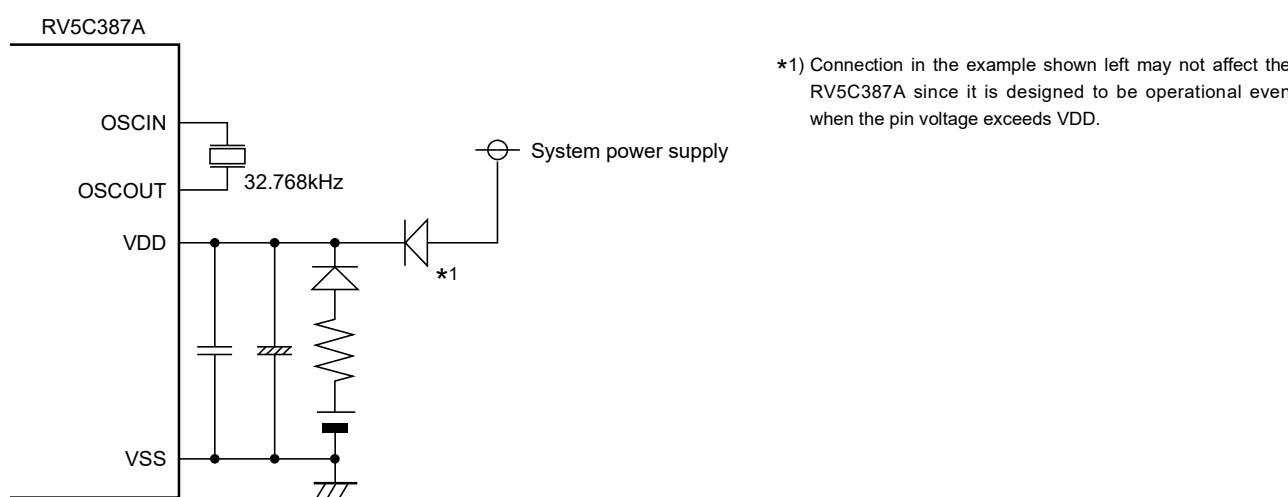 RV5C387A
*1) Connection in the example shown left may not affect the
RV5C387A since it is designed to be operational even
when the pin voltage exceeds VDD.
OSCIN
System power supply
OSCOUT
32.768kHz
VDD
*1
VSS